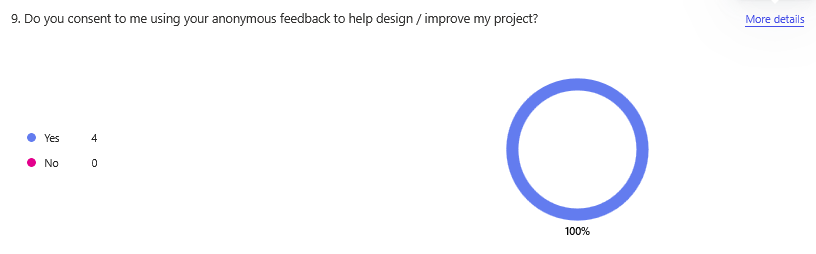 9. Do you consent to me using your anonymous feedback to help design / improve my project?
More details
Yes 4
No 0
100%